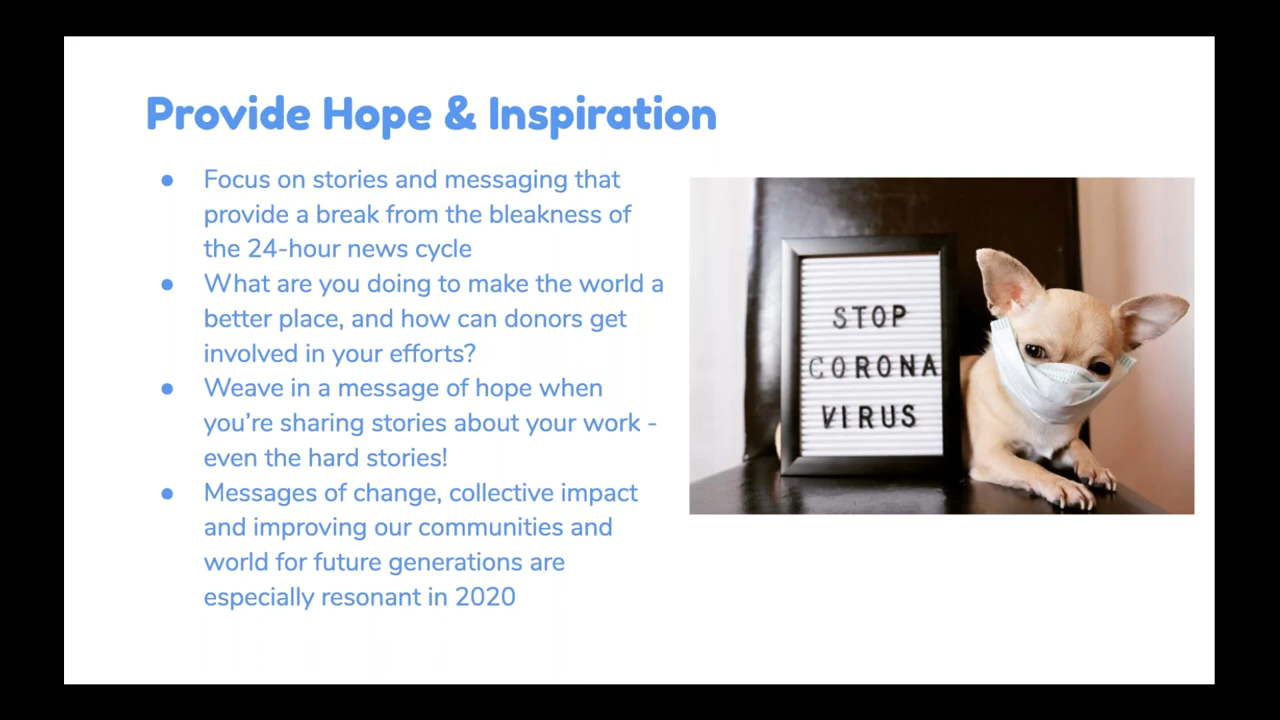 Provide Hope & Inspiration
● Focus on stories and messaging that
provide a break from the bleakness of
the 24-hour news cycle
● What are you doing to make the world a
better place, and how can donors get
involved in your efforts?
● Weave in a message of hope when
you’re sharing stories about your work -
even the hard stories!
● Messages of change, collective impact
and improving our communities and
world for future generations are
especially resonant in 2020
STOP
CORONA
VIRUS